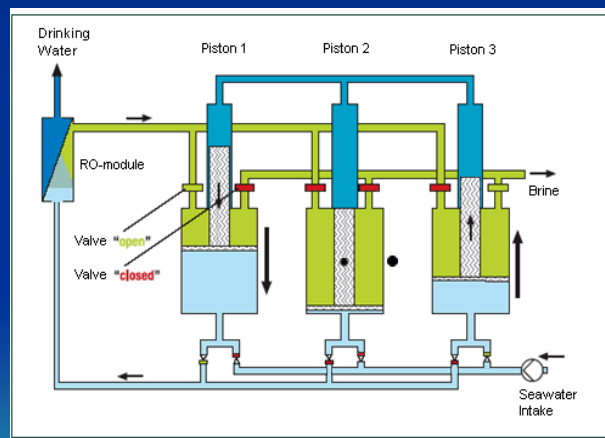 Drinking
Water
Piston 1
Piston 2
Piston 3
RO-module
Brine
Valve "open"
Valve "closed"
Seawater
Intake